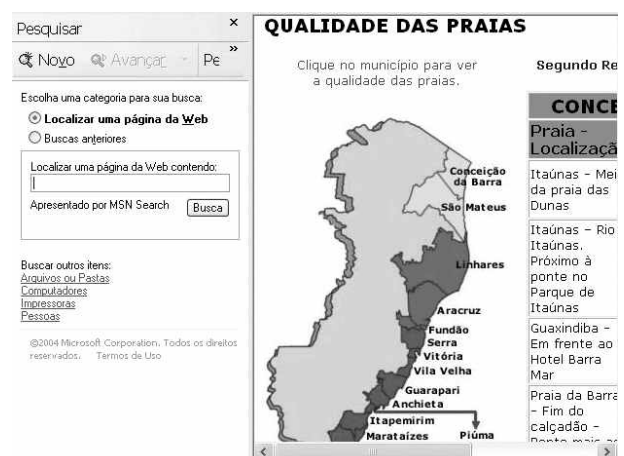 Pesquisar
×
Novo
Avançar
Pe
»
Escolha uma categoria para sua busca:
Localizar uma página da Web
Buscas anteriores
Localizar uma página da Web contendo:
Apresentado por MSN Search
Busca
Buscar outros itens:
Arquivos ou Pastas
Computadores
Impressoras
Pessoas
©2004 Microsoft Corporation. Todos os direitos
reservados. Termos de Uso
QUALIDADE DAS PRAIAS
Clique no município para ver
a qualidade das praias.
Conceição
da Barra
São Mateus
Linhares
Aracruz
Fundão
Serra
Vitória
Vila Velha
Guarapari
Anchieta
Itapemirim
Marataízes
Piúma
Segundo Re
CONCE
Praia -
Localizaçã
Itaúnas – Mei
da praia das
Dunas
Itaúnas – Rio
Itaúnas.
Próximo à
ponte no
Parque de
Itaúnas
Guaxindiba –
Em frente ao
Hotel Barra
Mar
Praia da Barra
– Fim do
calçadão –